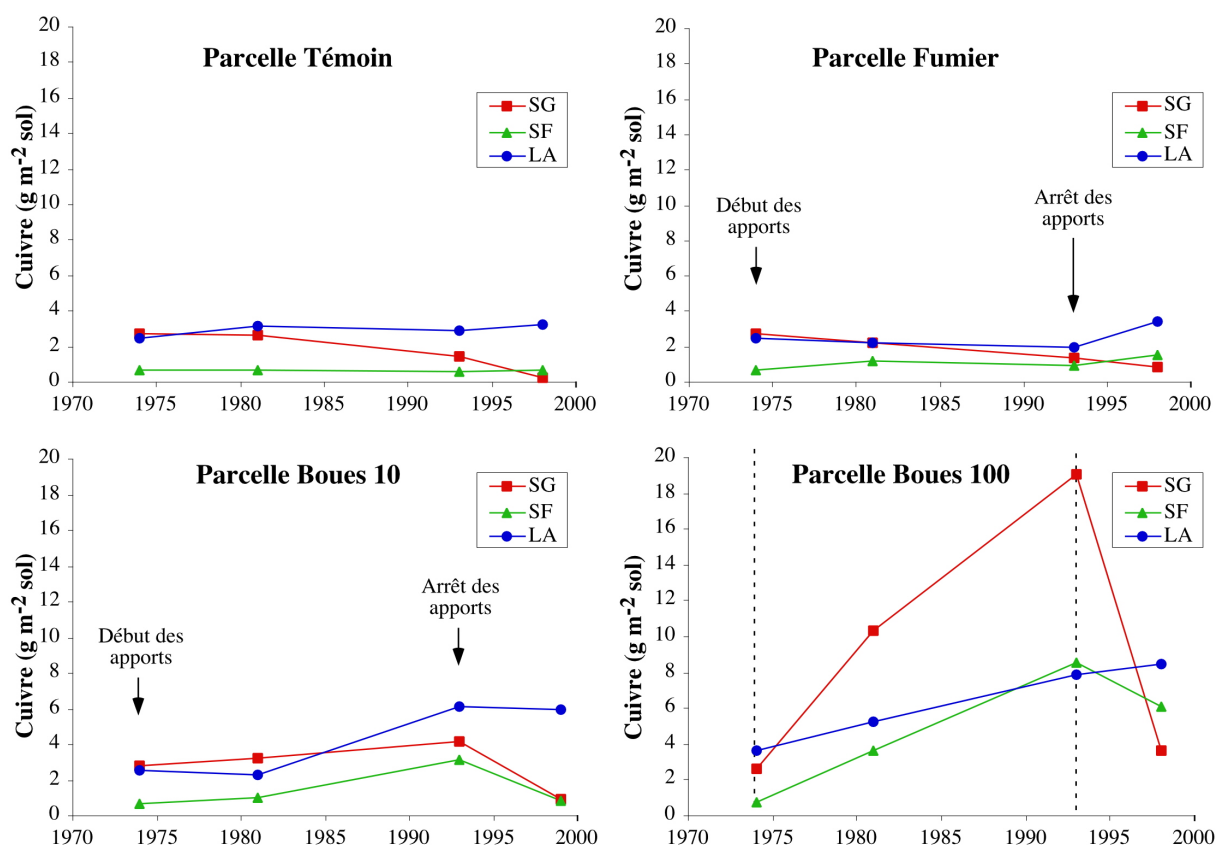 Parcelle Témoin
Cuivre (g m-2 sol)
20
18
16
14
12
10
8
6
4
2
0
1970
1975
1980
1985
1990
1995
2000
SG
SF
LA
Parcelle Fumier
Cuivre (g m-2 sol)
20
18
16
14
12
10
8
6
4
2
0
1970
1975
1980
1985
1990
1995
2000
SG
SF
LA
Début des
apports
Arrêt des
apports
Parcelle Boues 10
Cuivre (g m-2 sol)
20
18
16
14
12
10
8
6
4
2
0
1970
1975
1980
1985
1990
1995
2000
SG
SF
LA
Début des
apports
Arrêt des
apports
Parcelle Boues 100
Cuivre (g m-2 sol)
20
18
16
14
12
10
8
6
4
2
0
1970
1975
1980
1985
1990
1995
2000
SG
SF
LA